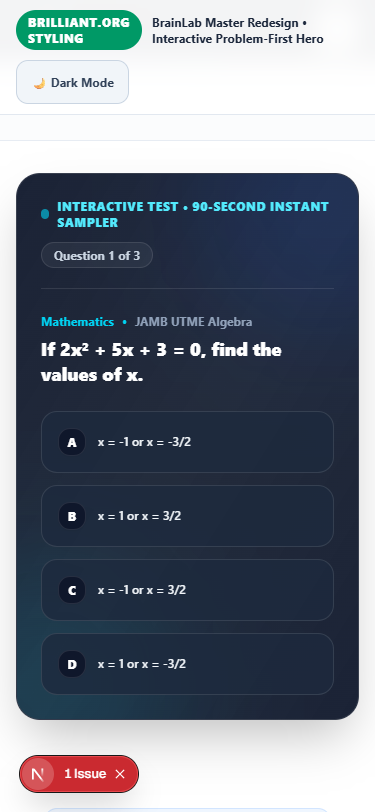 BRILLIANT.ORG
STYLING
BrainLab Master Redesign •
Interactive Problem-First Hero
🌙 Dark Mode
INTERACTIVE TEST • 90-SECOND INSTANT
SAMPLER
Question 1 of 3
Mathematics • JAMB UTME Algebra
If 2x² + 5x + 3 = 0, find the
values of x.
A x = -1 or x = -3/2
B x = 1 or x = 3/2
C x = -1 or x = 3/2
D x = 1 or x = -3/2
N 1 Issue ×